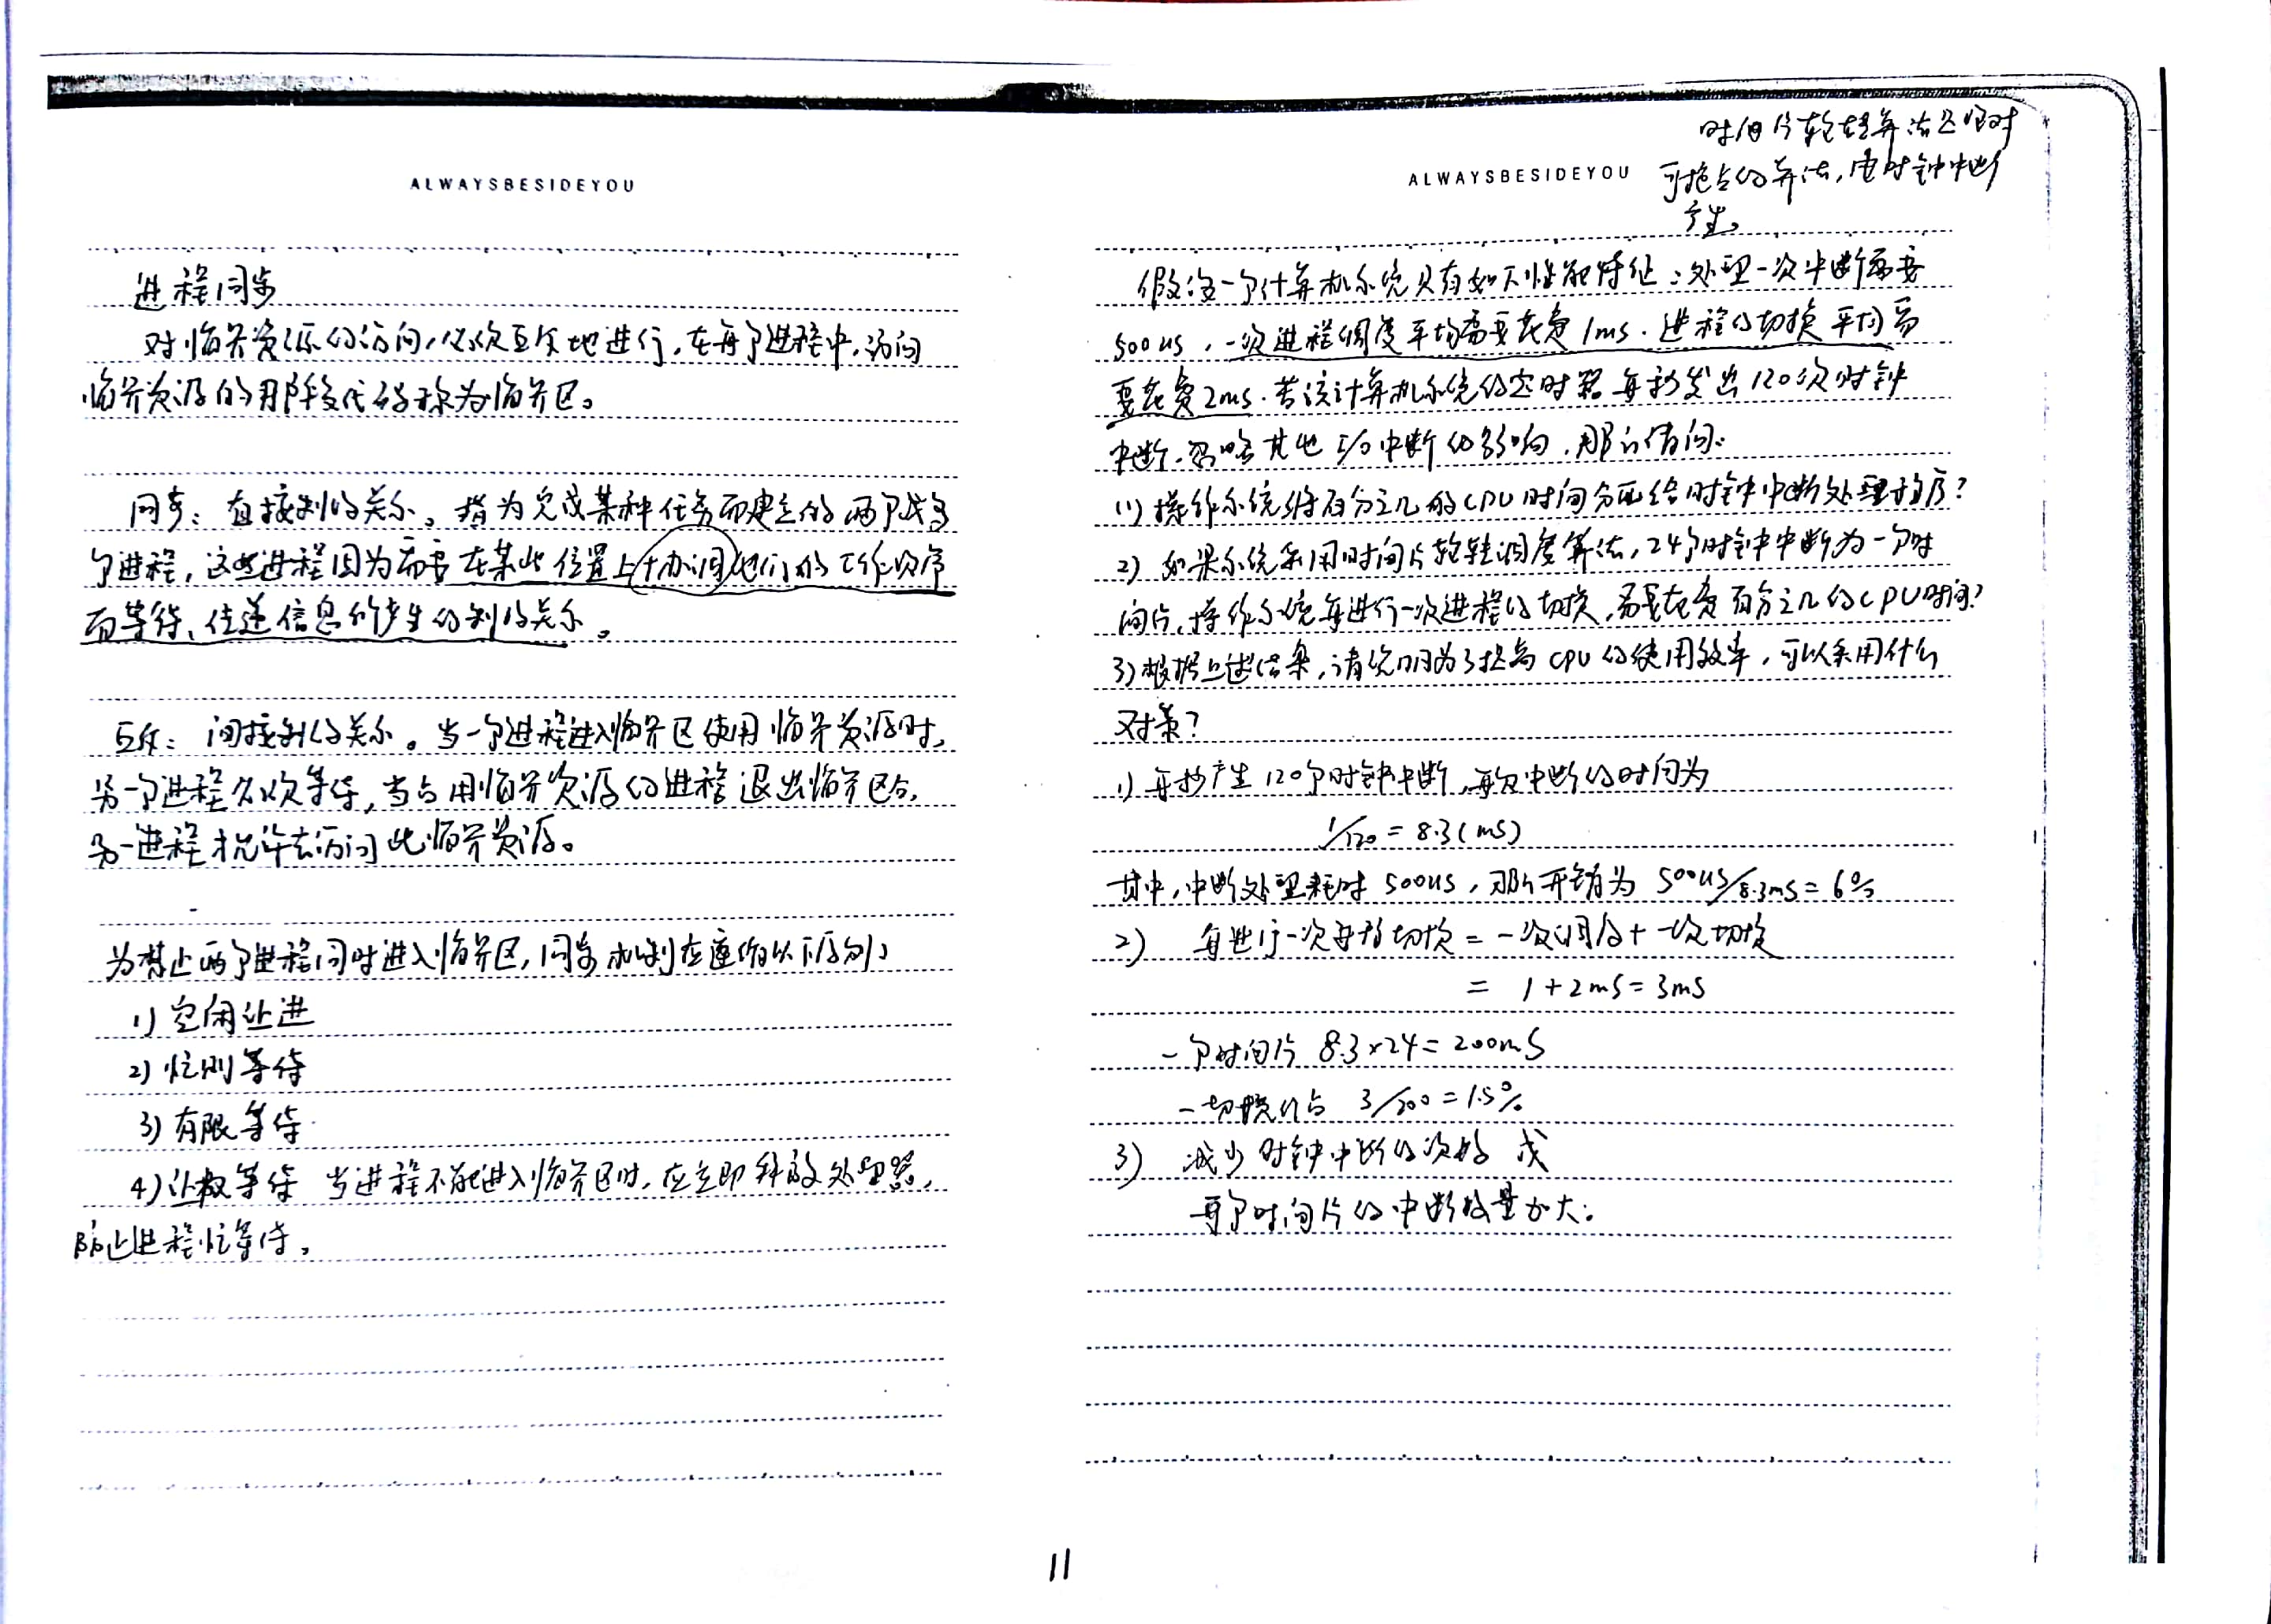 ALWAYSBESIDEYOU
进程同步
对临界资源的访问,必须互斥地进行,在每个进程中,访问
临界资源的那段代码称为临界区。
同步:直接制约关系。指为完成某种任务而建立的两个或多
个进程,这些进程因为需要在某些位置上协调他们的工作次序
而等待、传递信息所产生的制约关系。
互斥:间接制约关系。当一个进程进入临界区使用临界资源时,
另一个进程必须等待,当占用临界资源的进程退出临界区后,
另一进程才允许去访问此临界资源。
为禁止两个进程同时进入临界区,同步机制应遵循以下原则:
1)空闲让进
2)忙则等待
3)有限等待
4)让权等待 当进程不能进入临界区时,应立即释放处理器,
防止进程忙等待。
ALWAYSBESIDEYOU
时间片轮转算法是绝对
可抢占的算法,由时钟中断
产生。
假设一个计算机系统具有如下性能特征:处理一次中断需要
500us,一次进程调度平均需要花费1ms.进程的切换平均需
要花费2ms.若该计算机系统的定时器每秒发出120次时钟
中断.忽略其他I/O中断的影响,那么请问:
(1)操作系统将百分之几的CPU时间分配给时钟中断处理程序?
2)如果系统采用时间片轮转调度算法,24个时钟中断为一个时
间片,操作系统每进行一次进程的切换,需要花费百分之几的CPU时间?
3)根据上述结果,请说明为了提高CPU的使用效率,可以采用什么
对策?
1)每秒产生120个时钟中断,每次中断的时间为
1/120=8.3(ms)
其中,中断处理耗时500us,那么开销为500us/8.3ms=6%
2) 每进行一次进程切换=一次调度+一次切换
= 1+2ms=3ms
一个时间片 8.3×24=200ms
一切换的占 3/200=1.5%
3) 减少时钟中断的次数 或
每个时间片的中断数量加大.
11